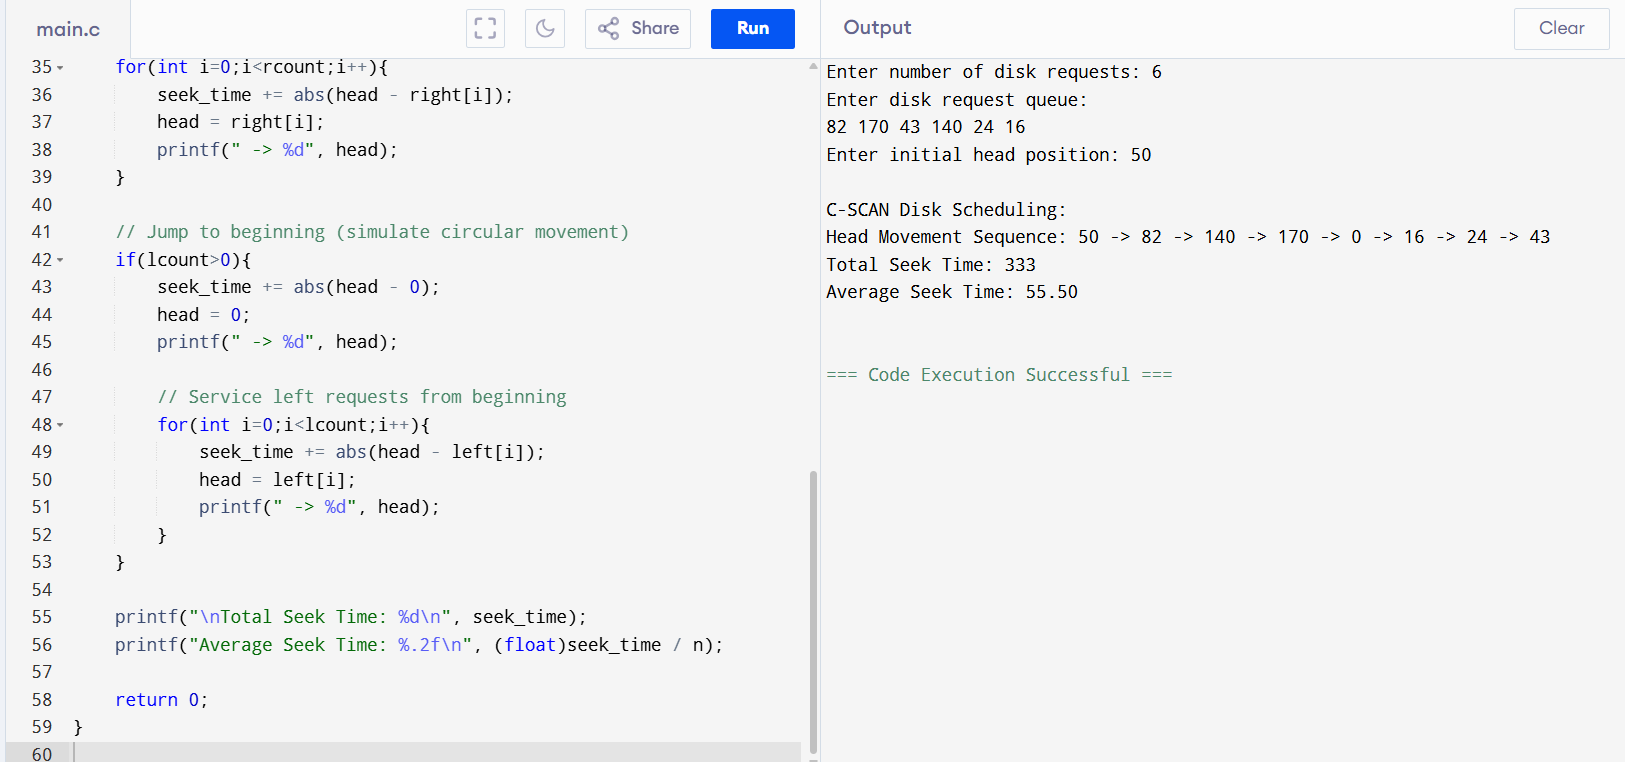 main.c
Share
Run
Output
Clear
35 for(int i=0;i<rcount;i++){
36 seek_time += abs(head - right[i]);
37 head = right[i];
38 printf(" -> %d", head);
39 }
40
41 // Jump to beginning (simulate circular movement)
42 if(lcount>0){
43 seek_time += abs(head - 0);
44 head = 0;
45 printf(" -> %d", head);
46
47 // Service left requests from beginning
48 for(int i=0;i<lcount;i++){
49 seek_time += abs(head - left[i]);
50 head = left[i];
51 printf(" -> %d", head);
52 }
53 }
54
55 printf("\nTotal Seek Time: %d\n", seek_time);
56 printf("Average Seek Time: %.2f\n", (float)seek_time / n);
57
58 return 0;
59 }
60
Enter number of disk requests: 6
Enter disk request queue:
82 170 43 140 24 16
Enter initial head position: 50
C-SCAN Disk Scheduling:
Head Movement Sequence: 50 -> 82 -> 140 -> 170 -> 0 -> 16 -> 24 -> 43
Total Seek Time: 333
Average Seek Time: 55.50
=== Code Execution Successful ===